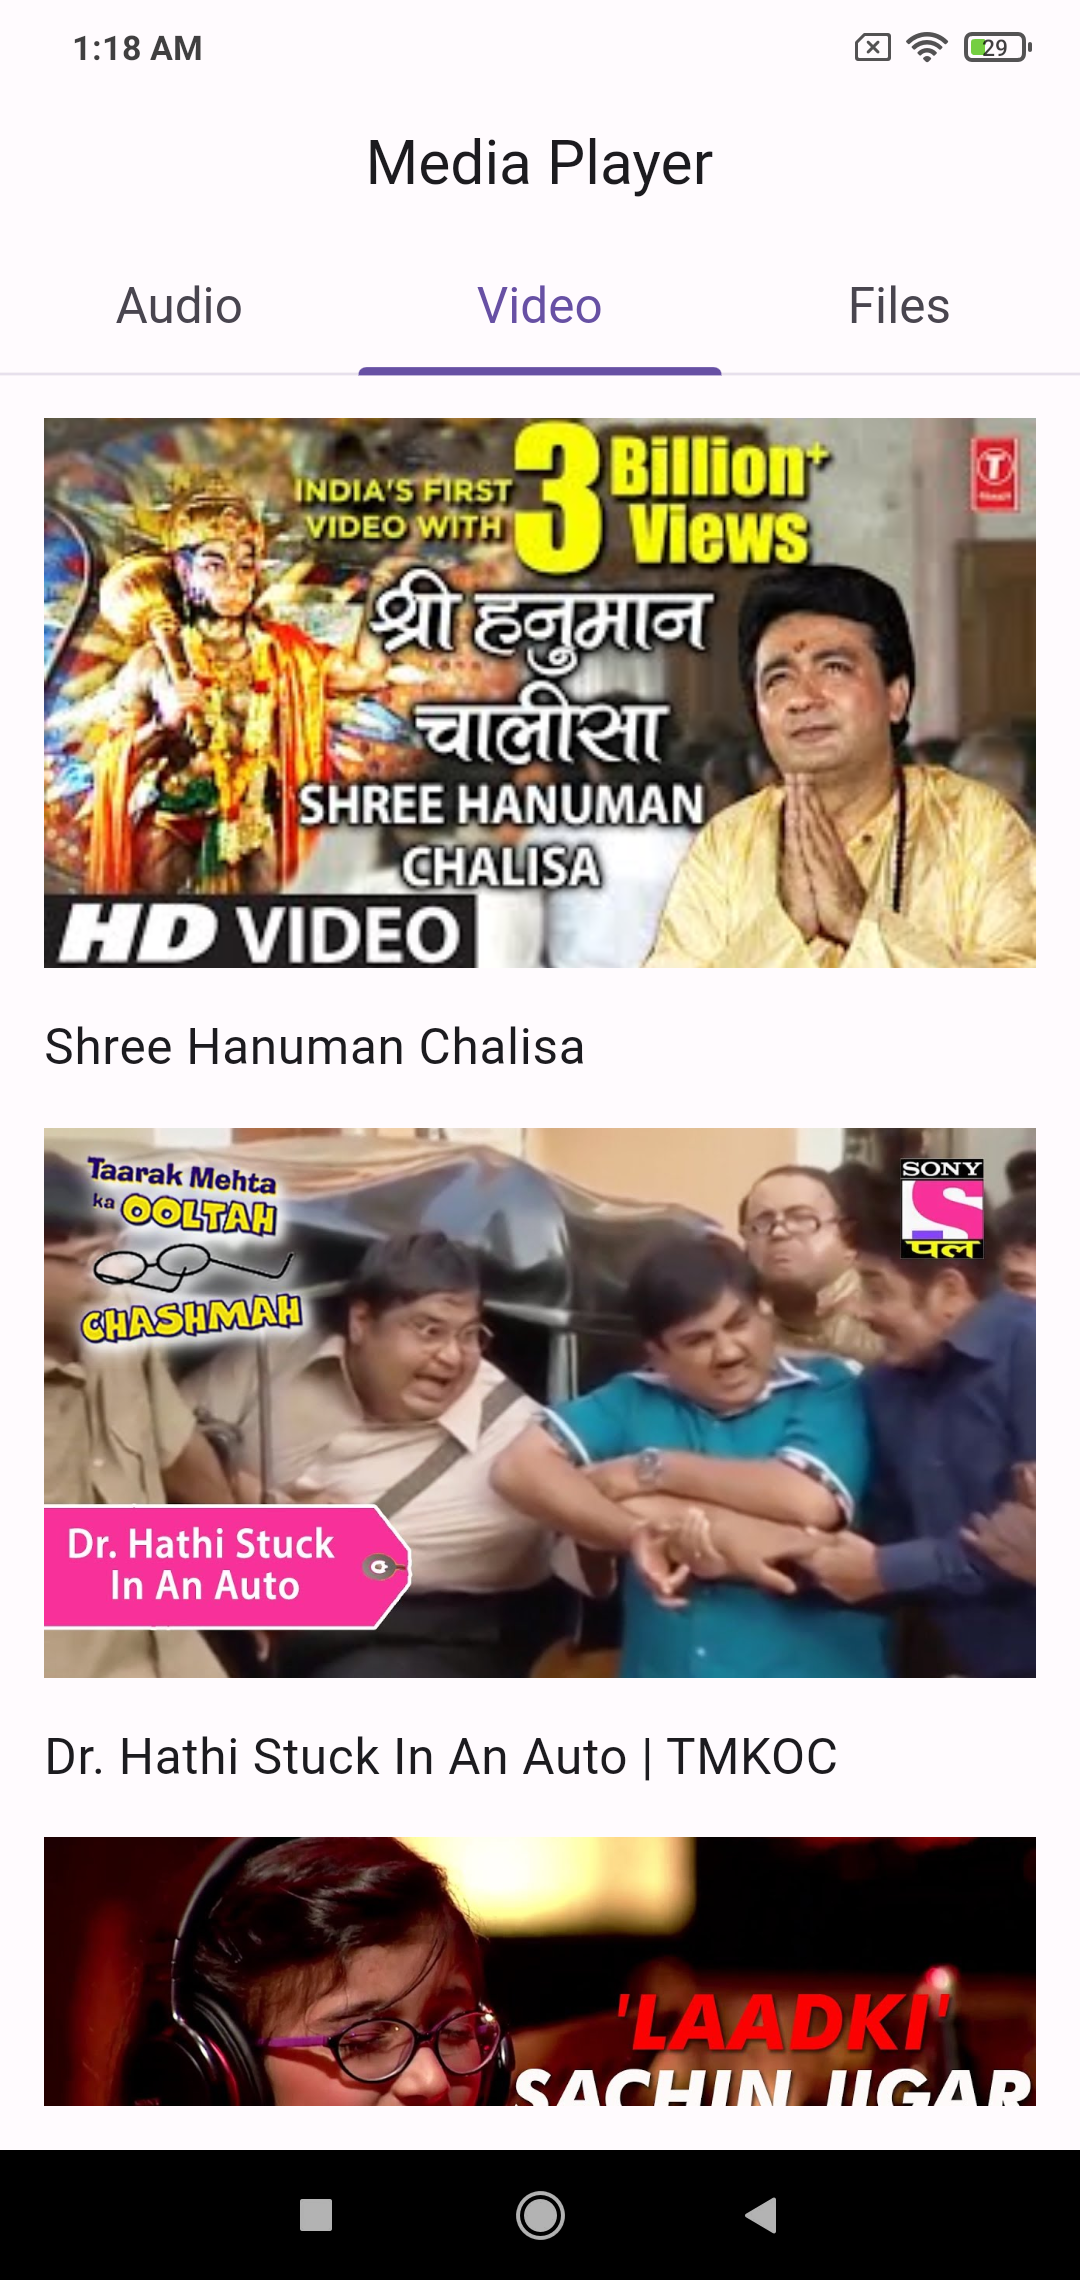 1:18 AM
29
Media Player
Audio
Video
Files
INDIA'S FIRST
VIDEO WITH
3
Billion+
Views
T
श्री हनुमान
चालीसा
SHREE HANUMAN
CHALISA
HD VIDEO
Shree Hanuman Chalisa
Taarak Mehta
ka OOLTAH
CHASHMAH
SONY
S
पल
Dr. Hathi Stuck
In An Auto
Dr. Hathi Stuck In An Auto | TMKOC
'LAADKI'
SACHIN JIGAR